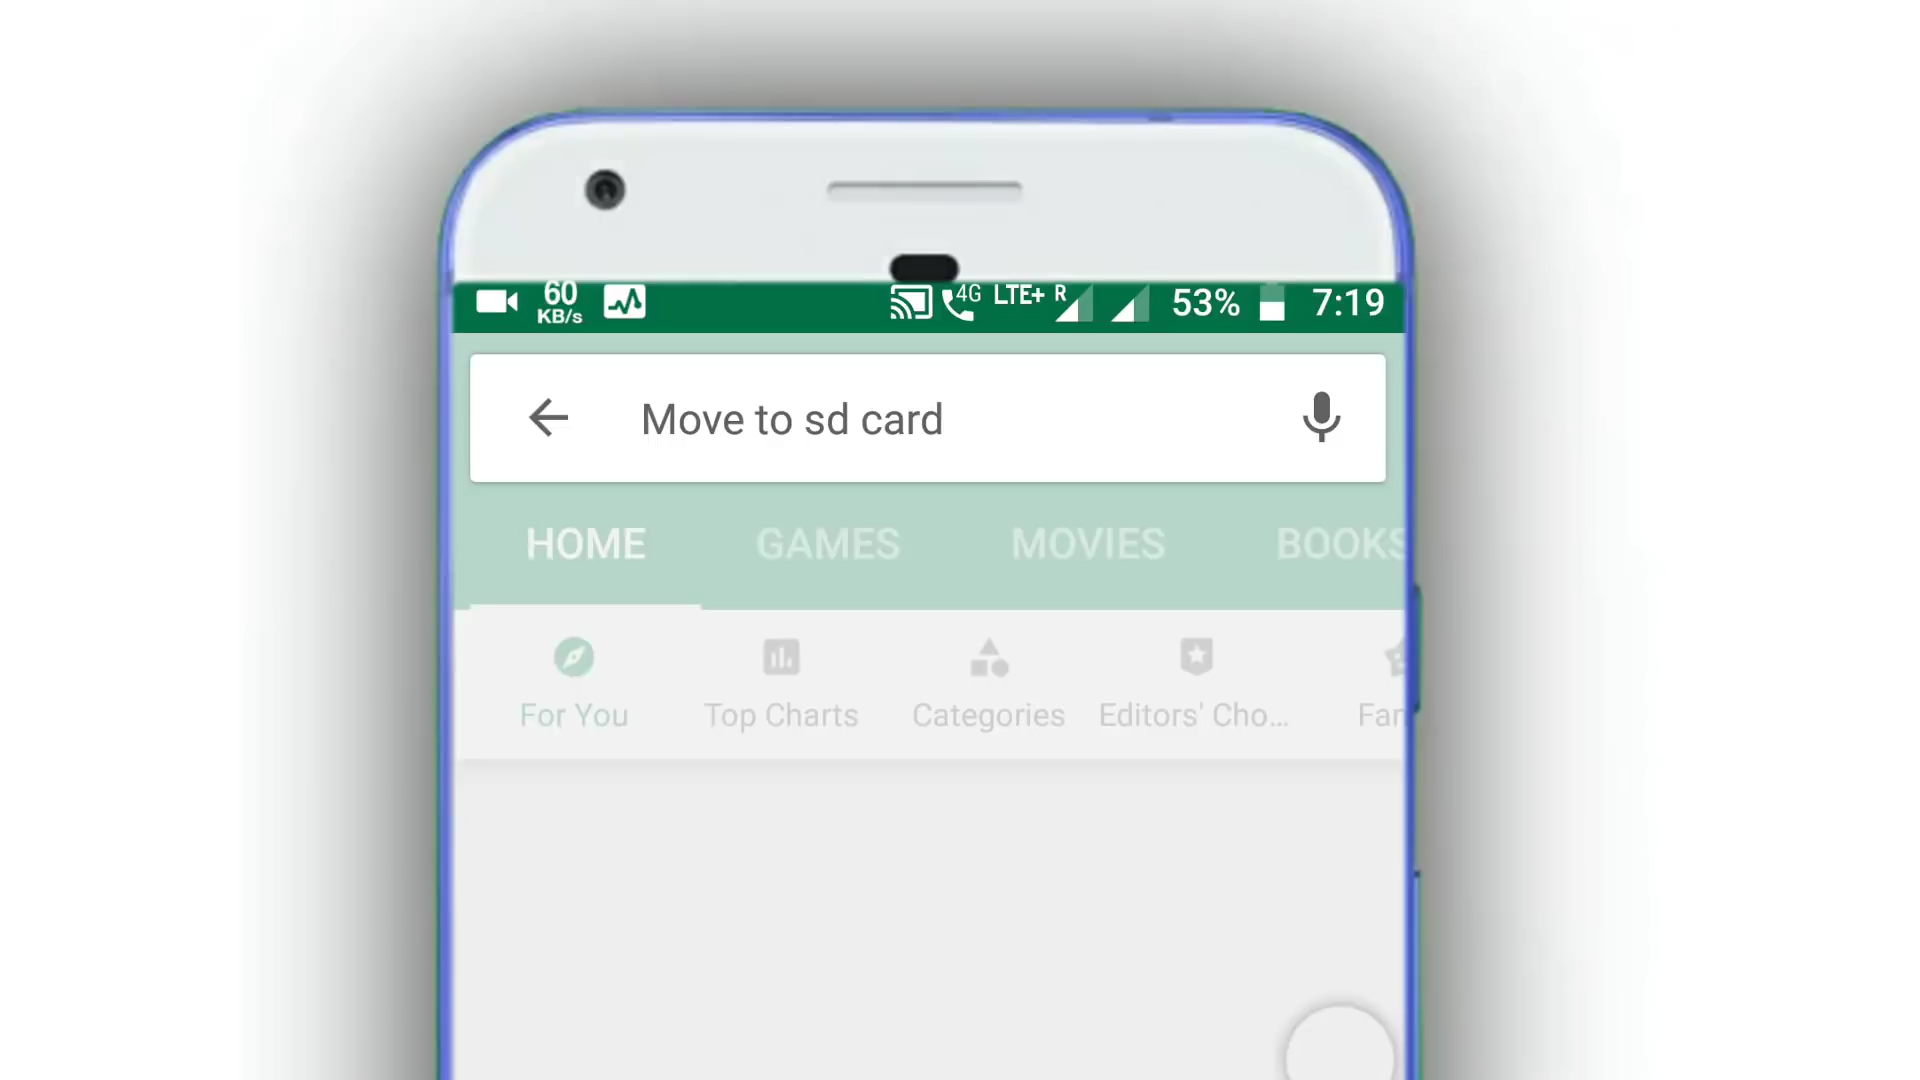 60
KB/s
4G LTE+ R 53% 7:19
Move to sd card
HOME GAMES MOVIES BOOKS
For You Top Charts Categories Editors' Cho... Fam